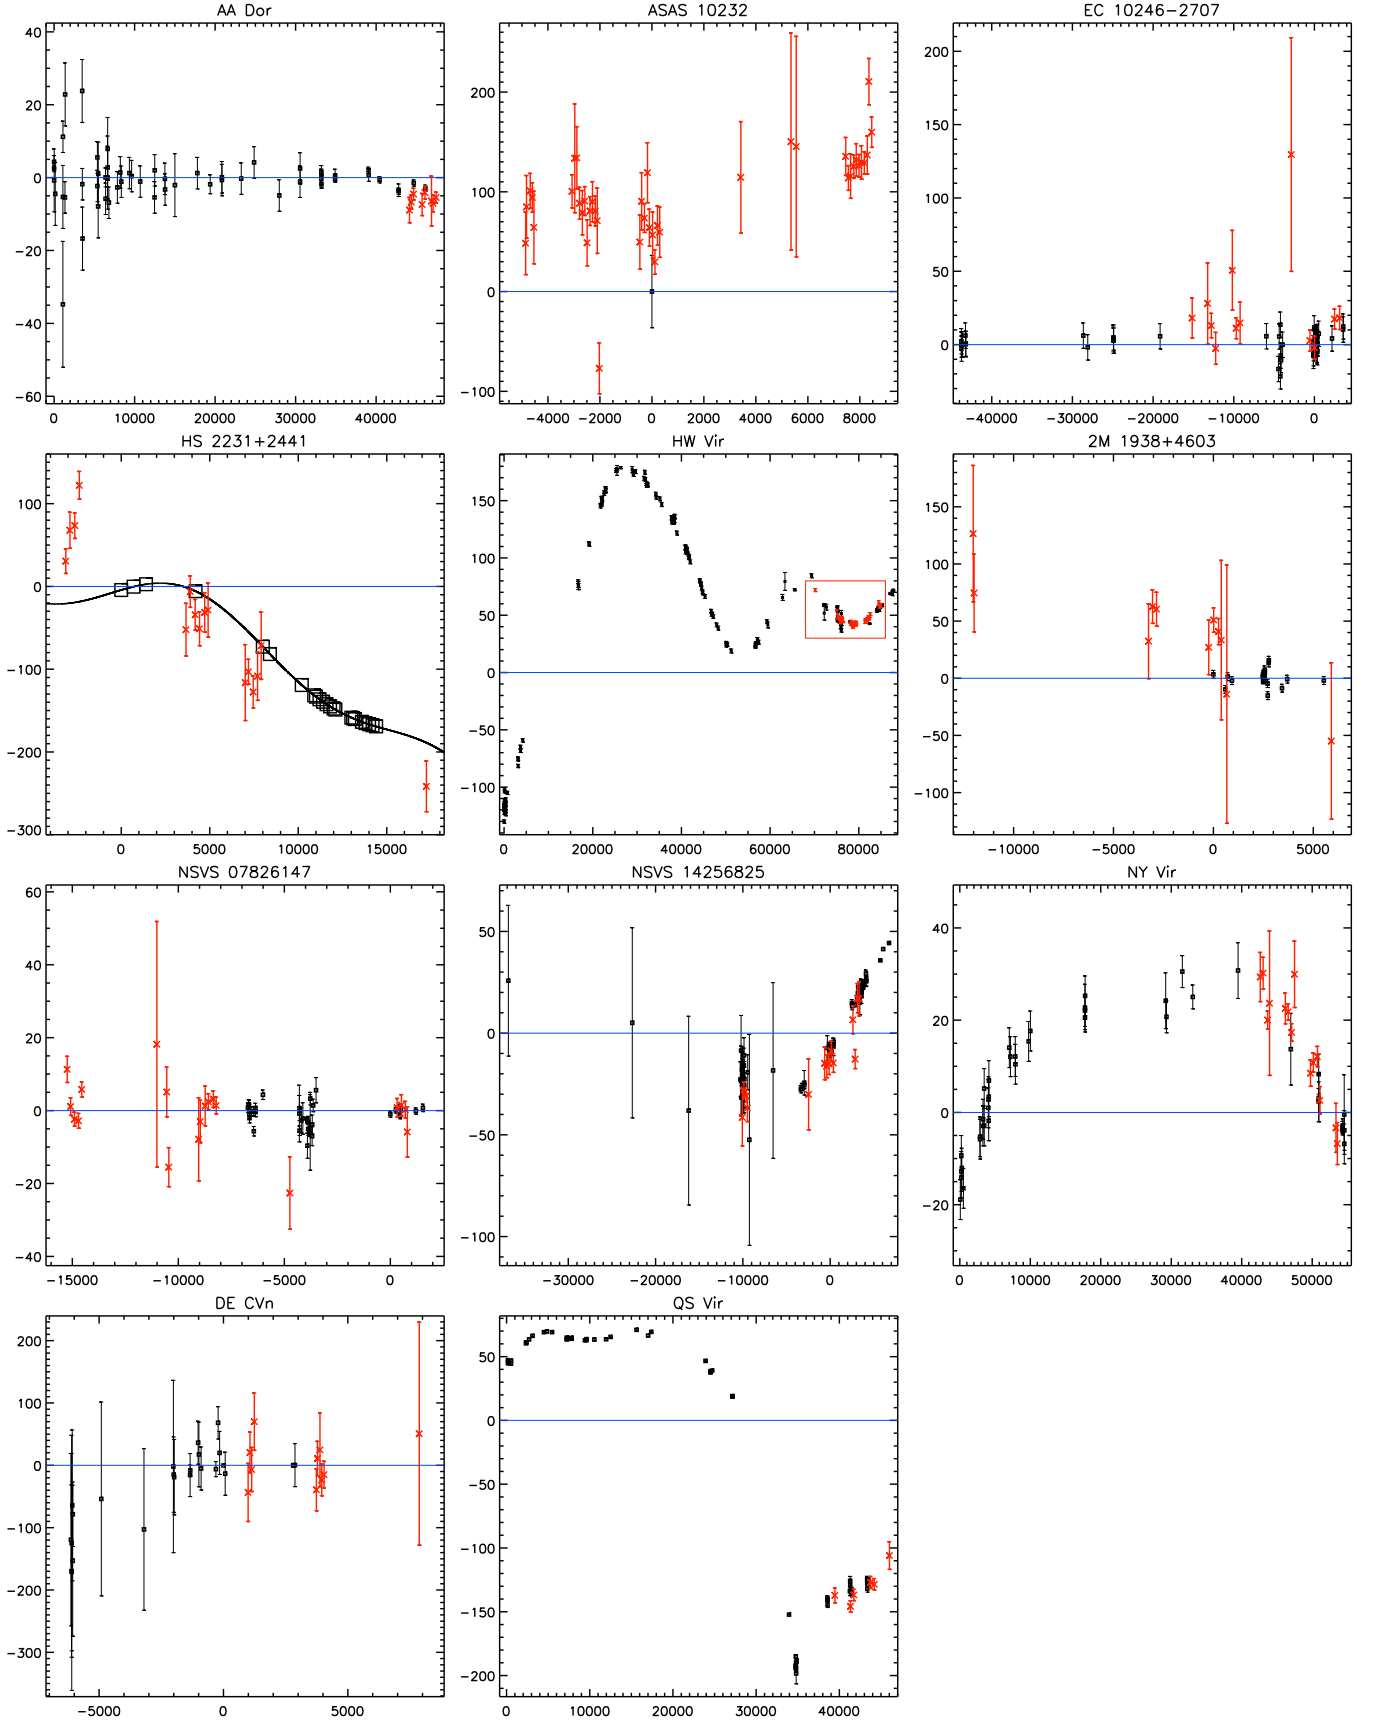 AA Dor
40
20
0
−20
−40
−60
0 10000 20000 30000 40000
ASAS 10232
200
100
0
−100
−4000 −2000 0 2000 4000 6000 8000
EC 10246−2707
200
150
100
50
0
−40000 −30000 −20000 −10000 0
HS 2231+2441
100
0
−100
−200
−300
0 5000 10000 15000
HW Vir
150
100
50
0
−50
−100
0 20000 40000 60000 80000
2M 1938+4603
150
100
50
0
−50
−100
−10000 −5000 0 5000
NSVS 07826147
60
40
20
0
−20
−40
−15000 −10000 −5000 0
NSVS 14256825
50
0
−50
−100
−30000 −20000 −10000 0
NY Vir
40
20
0
−20
0 10000 20000 30000 40000 50000
DE CVn
200
100
0
−100
−200
−300
−5000 0 5000
QS Vir
50
0
−50
−100
−150
−200
0 10000 20000 30000 40000